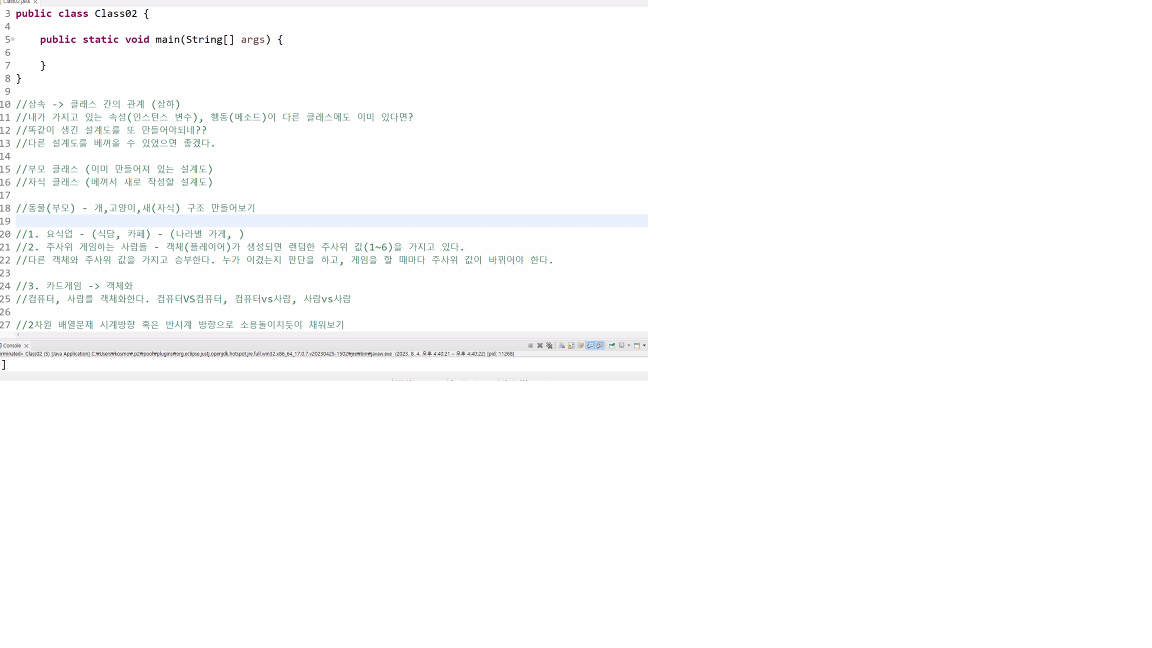 3 public class Class02 {
4
5 public static void main(String[] args) {
6
7 }
8 }
9
10 //상속 -> 클래스 간의 관계 (상하)
11 //내가 가지고 있는 속성(인스턴스 변수), 행동(메소드)이 다른 클래스에도 이미 있다면?
12 //똑같이 생긴 설계도를 또 만들어야되네??
13 //다른 설계도를 베껴올 수 있었으면 좋겠다.
14
15 //부모 클래스 (이미 만들어져 있는 설계도)
16 //자식 클래스 (베껴서 새로 작성할 설계도)
17
18 //동물(부모) - 개,고양이,새(자식) 구조 만들어보기
19
20 //1. 요식업 - (식당, 카페) - (나라별 가게, )
21 //2. 주사위 게임하는 사람들 - 객체(플레이어)가 생성되면 랜덤한 주사위 값(1~6)을 가지고 있다.
22 //다른 객체와 주사위 값을 가지고 승부한다. 누가 이겼는지 판단을 하고, 게임을 할 때마다 주사위 값이 바뀌어야 한다.
23
24 //3. 카드게임 -> 객체화
25 //컴퓨터, 사람을 객체화한다. 컴퓨터VS컴퓨터, 컴퓨터vs사람, 사람vs사람
26
27 //2차원 배열문제 시계방향 혹은 반시계 방향으로 소용돌이치듯이 채워보기
Console
Class02 (5) [Java Application] (2023. 8. 4. 오후 4:40:21 – 오후 4:40:22) [pid: 11268]
]